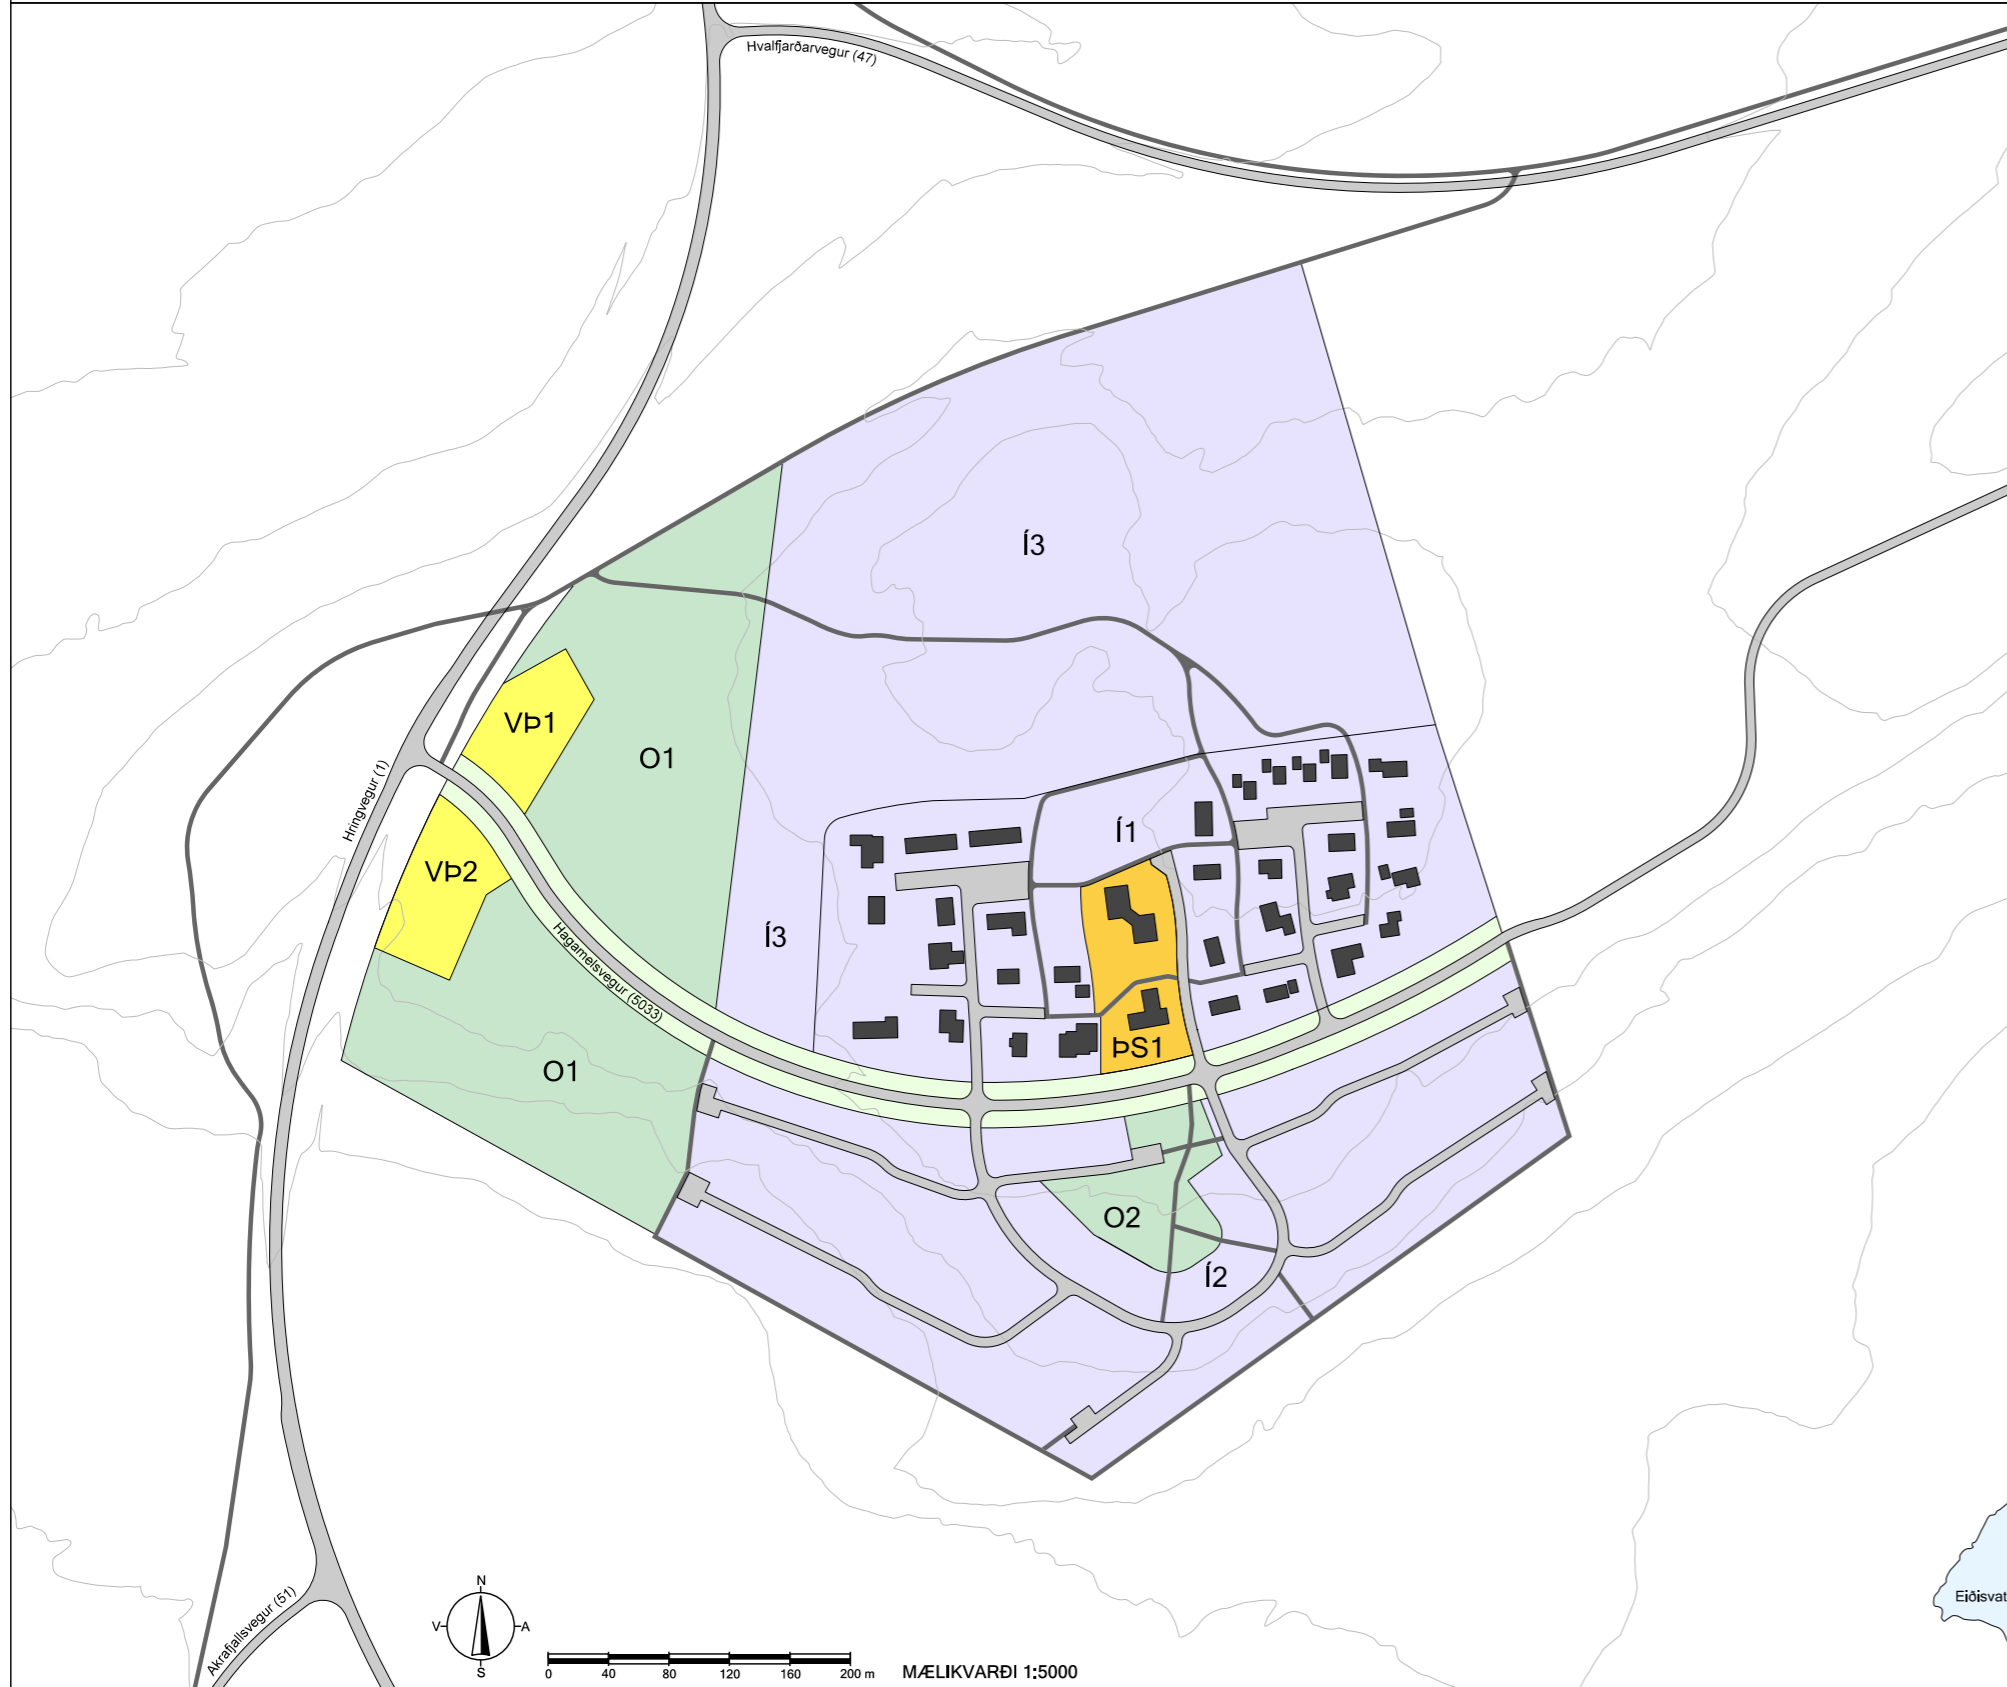 Hvalfjarðarvegur (47)
Í3
VÞ1
O1
Hringvegur (1)
Í1
VÞ2
Í3
Hagamelsvegur (5033)
ÞS1
O1
O2
Í2
N
V
A
S
Akrafjallsvegur (51)
0 40 80 120 160 200 m
MÆLIKVARÐI 1:5000
Eiðisvat